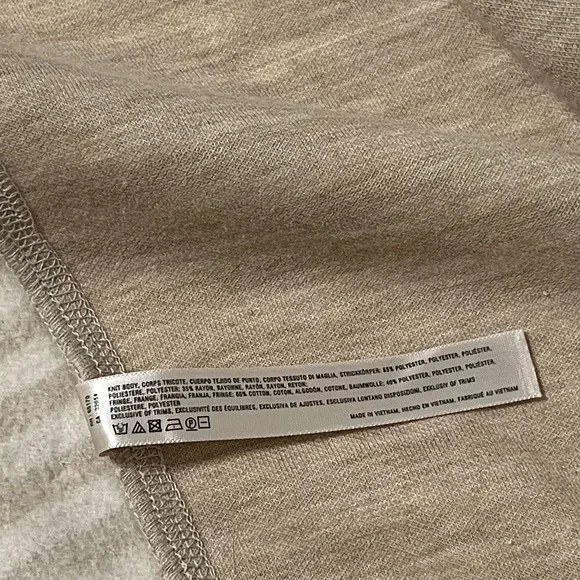 KNIT BODY, CORPS TRICOTE, CUERPO TEJIDO DE PUNTO, CORPO TESSUTO DI MAGLIA, STRICKKÖRPER: 65% POLYESTER, POLYESTER, POLIÉSTER,
POLIESTERE, POLYESTER; 35% RAYON, RAYONNE, RAYÓN, RAYON, REYON;
FRINGE, FRANGE, FRANGIA, FRANJA, FRINGE: 60% COTTON, COTON, ALGODÓN, COTONE, BAUMWOLLE; 40% POLYESTER, POLYESTER, POLIÉSTER,
POLIESTERE, POLYESTER
EXCLUSIVE OF TRIMS, EXCLUSIVITÉ DES ÉQUILIBRES, EXCLUSIVA DE AJUSTES, ESCLUSIVA LONTANO DISPOSIZIONI, EXKLUSIV OF TRIMS
MADE IN VIETNAM, HECHO EN VIETNAM, FABRIQUÉ AU VIETNAM
RN
CA